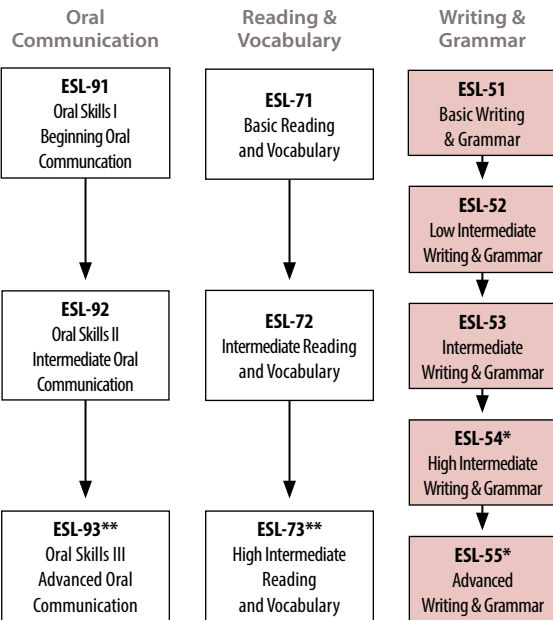 Oral
Communication
ESL-91
Oral Skills I
Beginning Oral
Communcation
ESL-92
Oral Skills II
Intermediate Oral
Communication
ESL-93**
Oral Skills III
Advanced Oral
Communication
Reading &
Vocabulary
ESL-71
Basic Reading
and Vocabulary
ESL-72
Intermediate Reading
and Vocabulary
ESL-73**
High Intermediate
Reading
and Vocabulary
Writing &
Grammar
ESL-51
Basic Writing
& Grammar
ESL-52
Low Intermediate
Writing & Grammar
ESL-53
Intermediate
Writing & Grammar
ESL-54*
High Intermediate
Writing & Grammar
ESL-55*
Advanced
Writing & Grammar